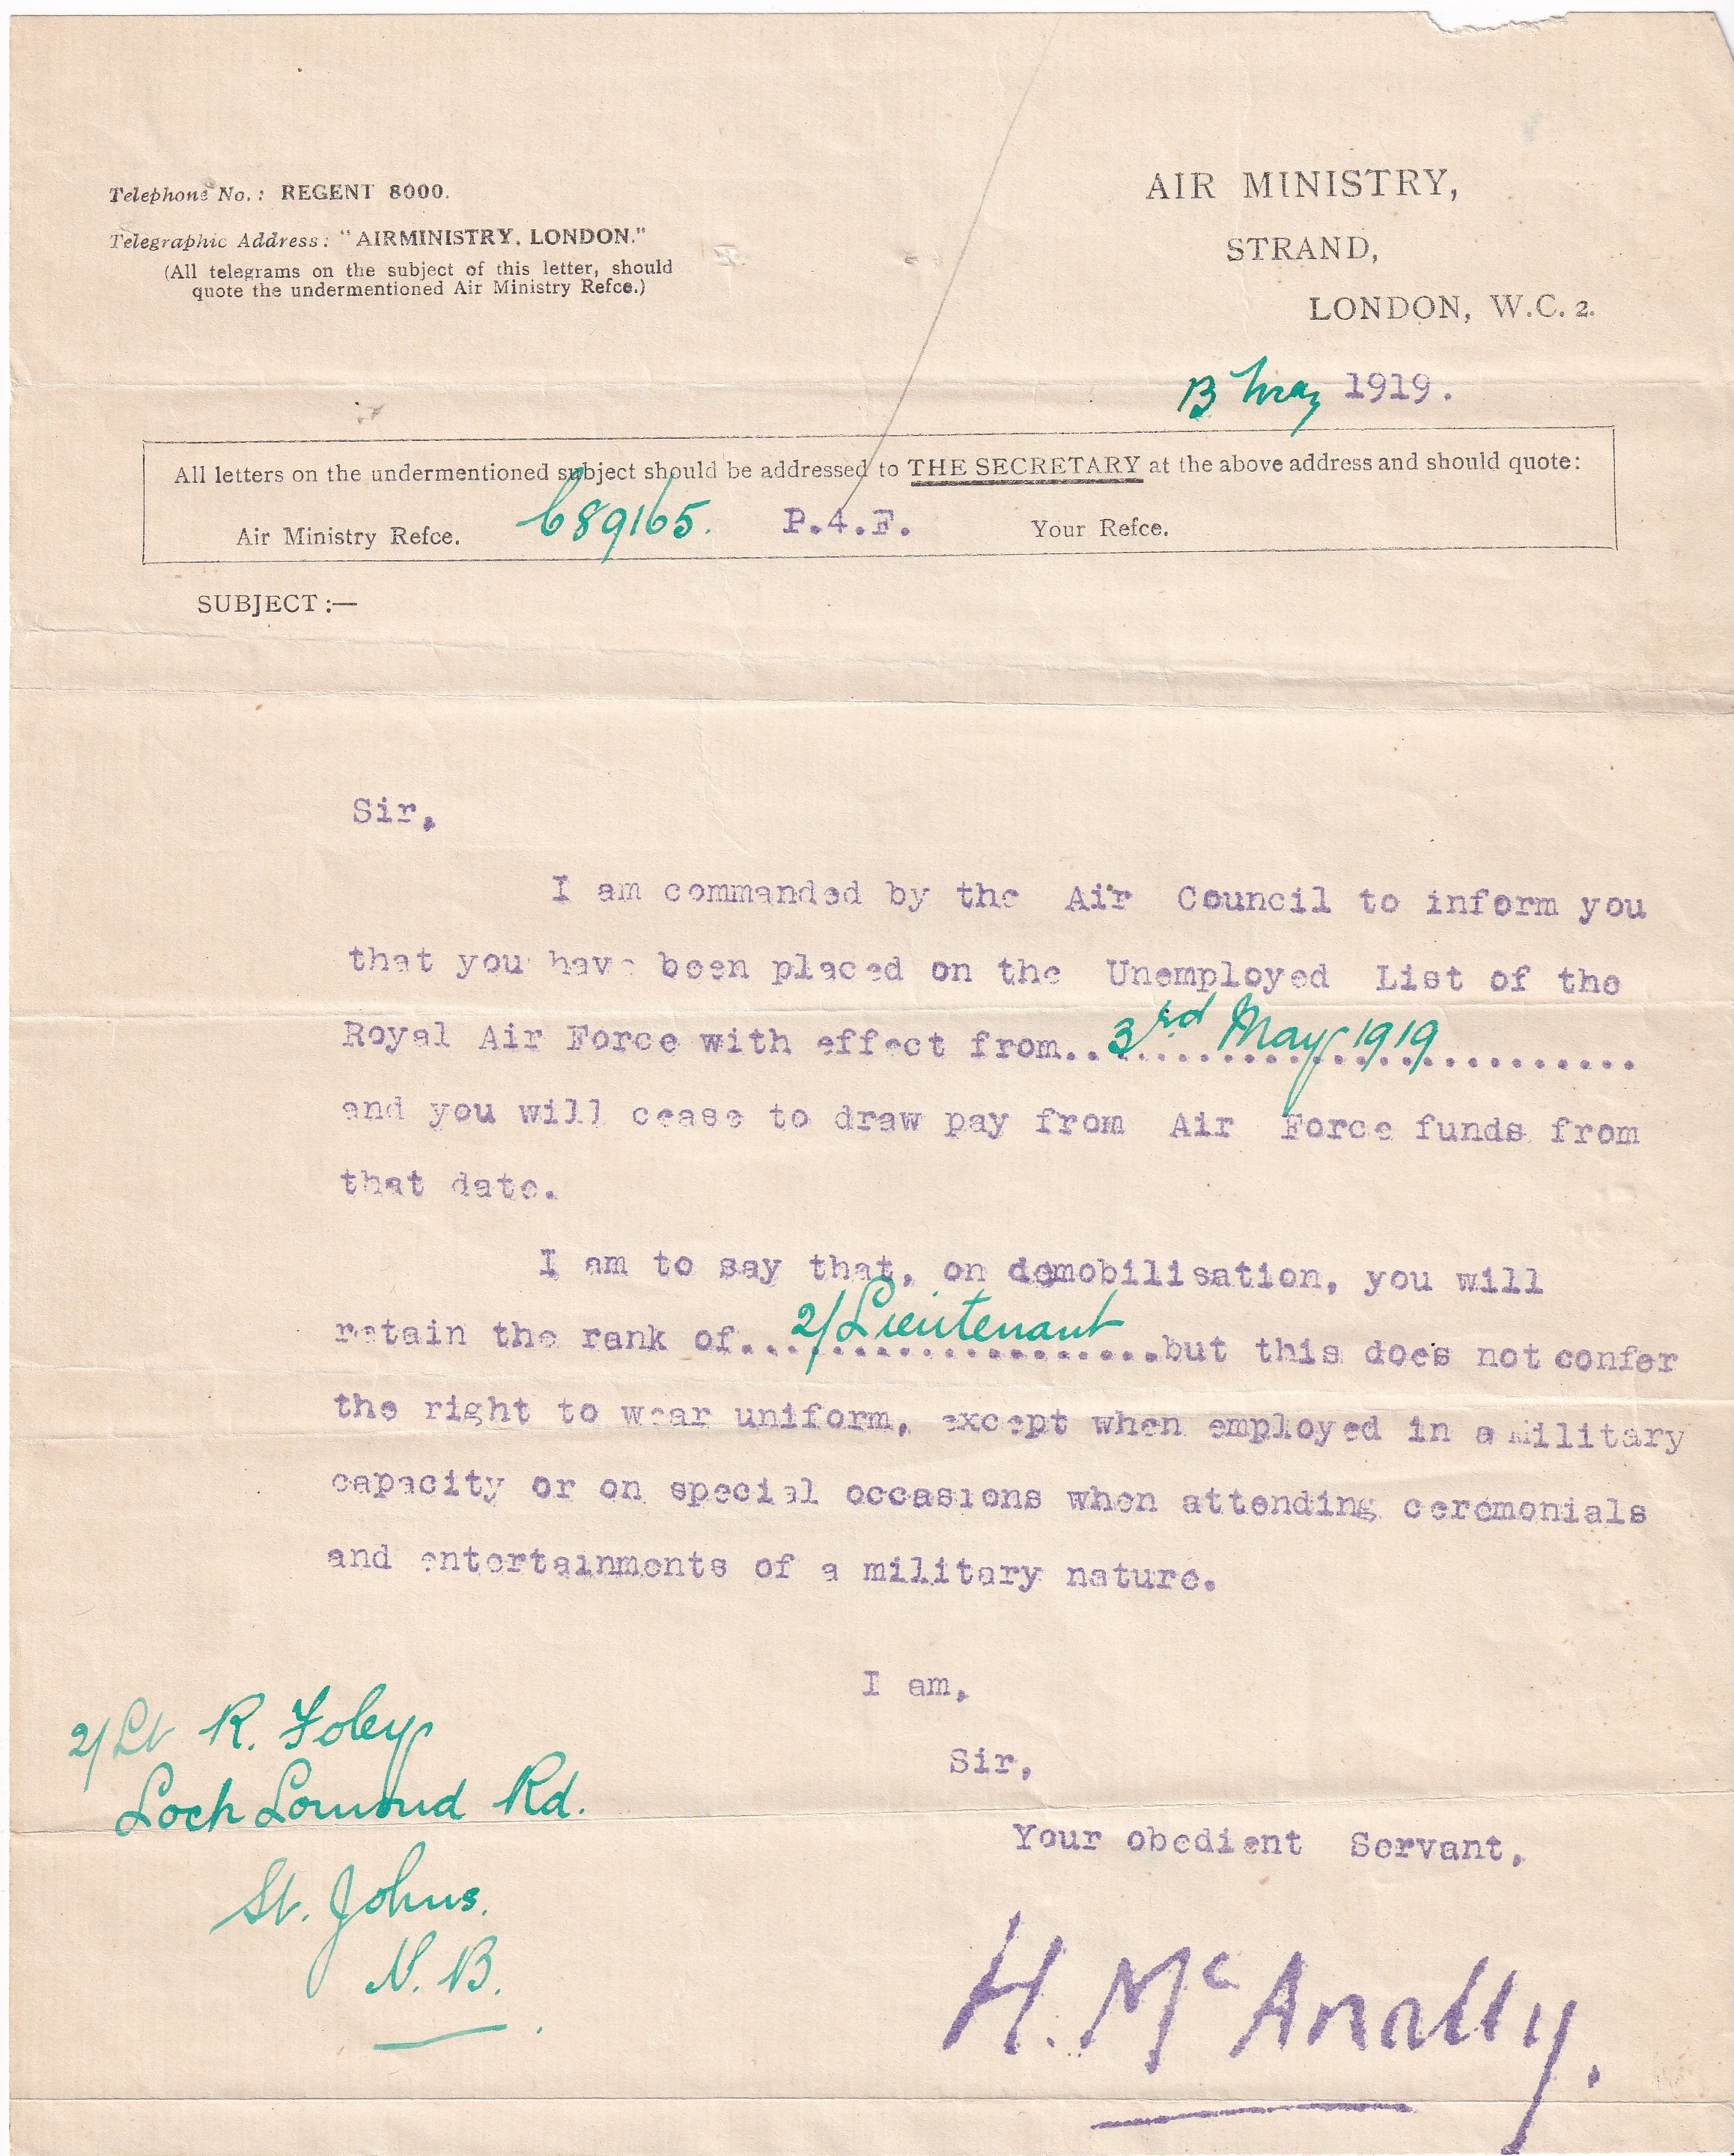 Telephone No.: REGENT 8000.
Telegraphic Address: "AIRMINISTRY, LONDON."
(All telegrams on the subject of this letter, should
quote the undermentioned Air Ministry Refce.)
AIR MINISTRY,
STRAND,
LONDON, W.C. 2.
13 May 1919.
All letters on the undermentioned subject should be addressed to THE SECRETARY at the above address and should quote:
Air Ministry Refce. 689165. P.4.F. Your Refce.
SUBJECT:—
Sir,
I am commanded by the Air Council to inform you
that you have been placed on the Unemployed List of the
Royal Air Force with effect from..3rd May 1919......................
and you will cease to draw pay from Air Force funds from
that date.
I am to say that, on demobilisation, you will
retain the rank of...2/Lieutenant...................but this does not confer
the right to wear uniform, except when employed in a Military
capacity or on special occasions when attending ceremonials
and entertainments of a military nature.
I am,
Sir,
Your obedient Servant,
H. McAnally.
2/Lt R. Foley
Loch Lomond Rd.
St. Johns.
N.B.